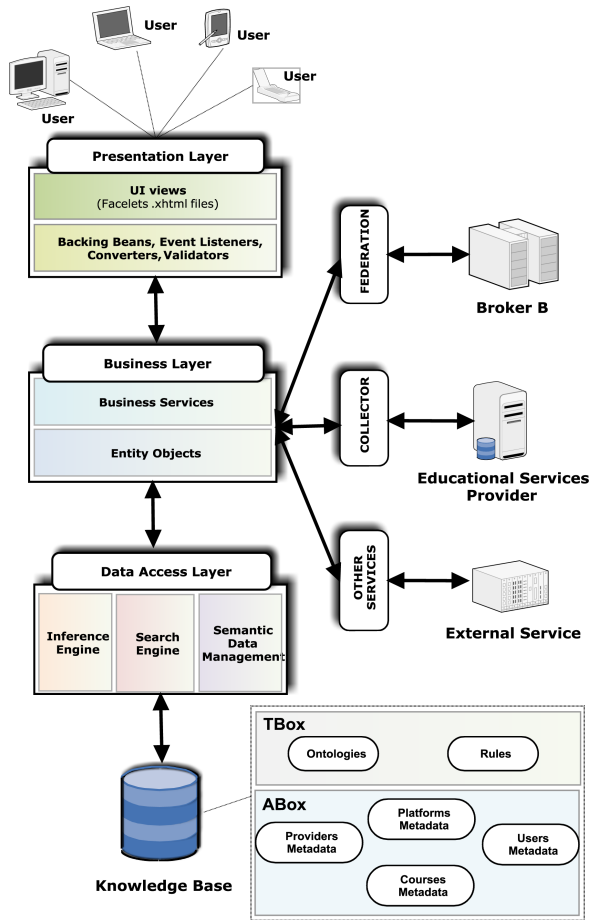 User
User
User
User
Presentation Layer
UI views
(Facelets .xhtml files)
Backing Beans, Event Listeners,
Converters, Validators
Business Layer
Business Services
Entity Objects
Data Access Layer
Inference
Engine
Search
Engine
Semantic
Data
Management
Knowledge Base
FEDERATION
Broker B
COLLECTOR
Educational Services
Provider
OTHER
SERVICES
External Service
TBox
Ontologies
Rules
ABox
Platforms
Metadata
Providers
Metadata
Users
Metadata
Courses
Metadata